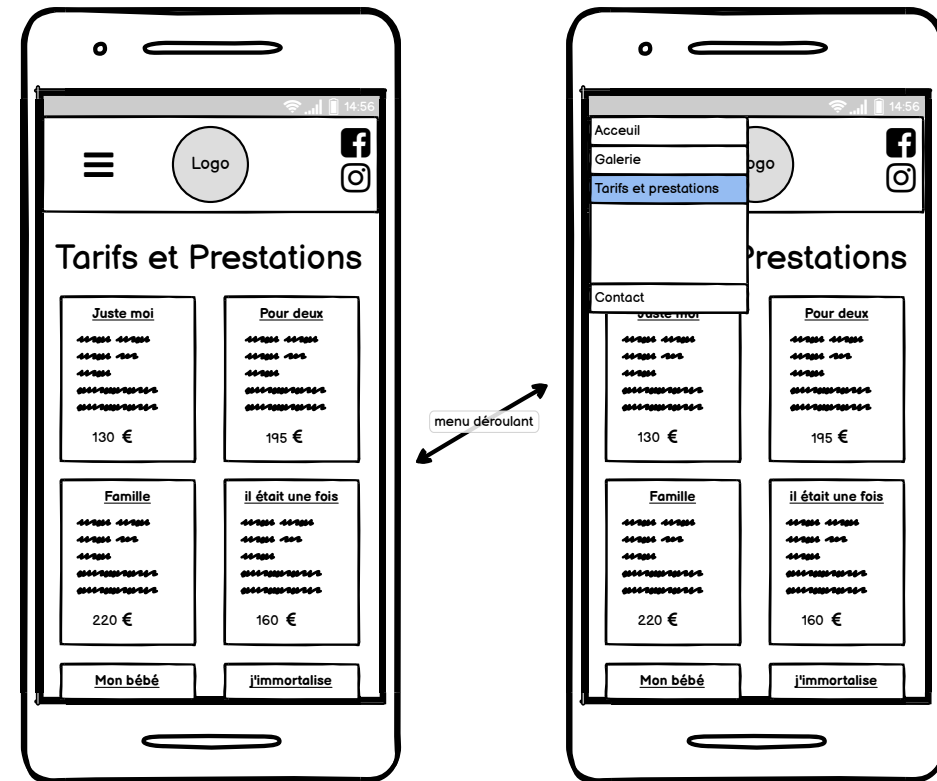 14:56
Logo
Tarifs et Prestations
Juste moi
130 €
Pour deux
195 €
Famille
220 €
il était une fois
160 €
Mon bébé
j'immortalise
menu déroulant
14:56
Acceuil
Galerie
Tarifs et prestations
Contact
ogo
Prestations
Juste moi
130 €
Pour deux
195 €
Famille
220 €
il était une fois
160 €
Mon bébé
j'immortalise